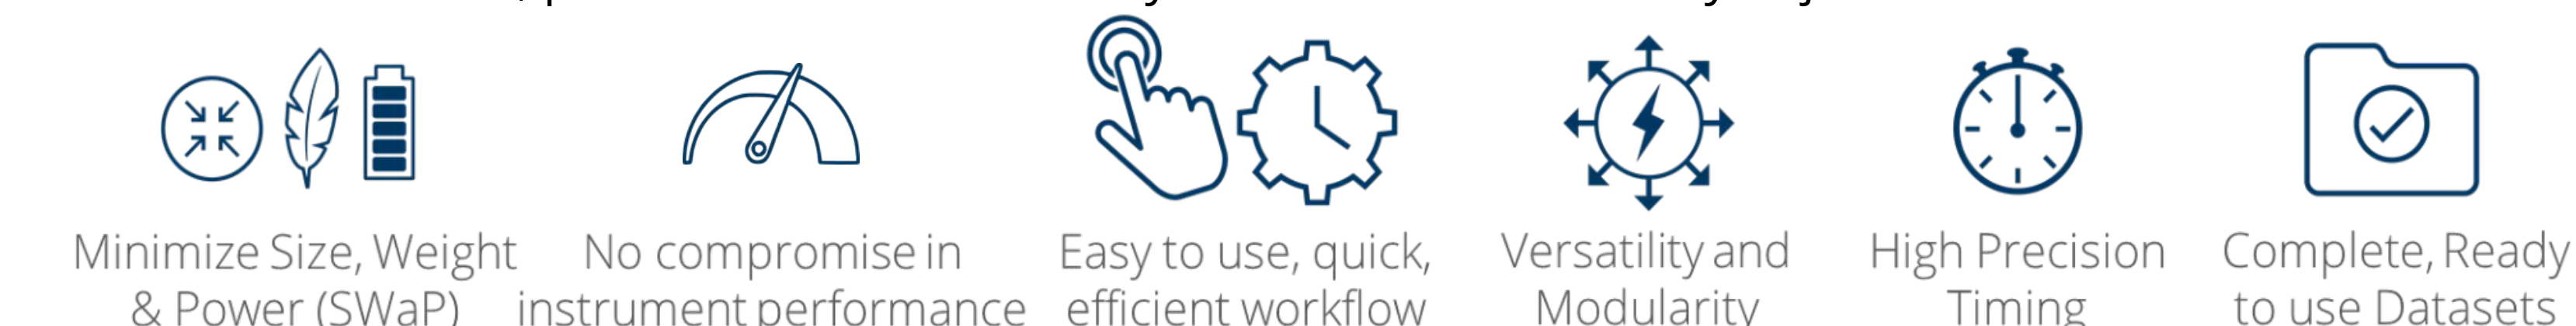 Minimize Size, Weight
& Power (SWaP)
No compromise in
instrument performance
Easy to use, quick,
efficient workflow
Versatility and
Modularity
High Precision
Timing
Complete, Ready
to use Datasets